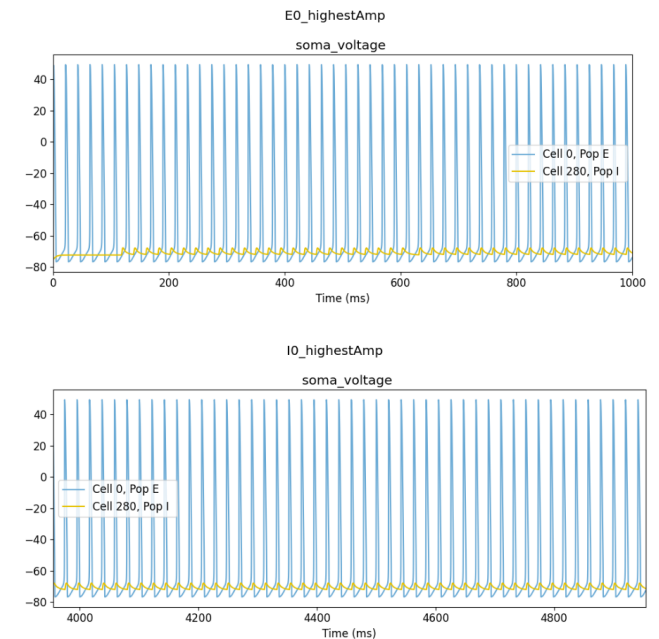 E0_highestAmp
soma_voltage
40
20
0
−20
−40
−60
−80
Cell 0, Pop E
Cell 280, Pop I
0 200 400 600 800 1000
Time (ms)
I0_highestAmp
soma_voltage
40
20
0
−20
−40
−60
−80
Cell 0, Pop E
Cell 280, Pop I
4000 4200 4400 4600 4800
Time (ms)